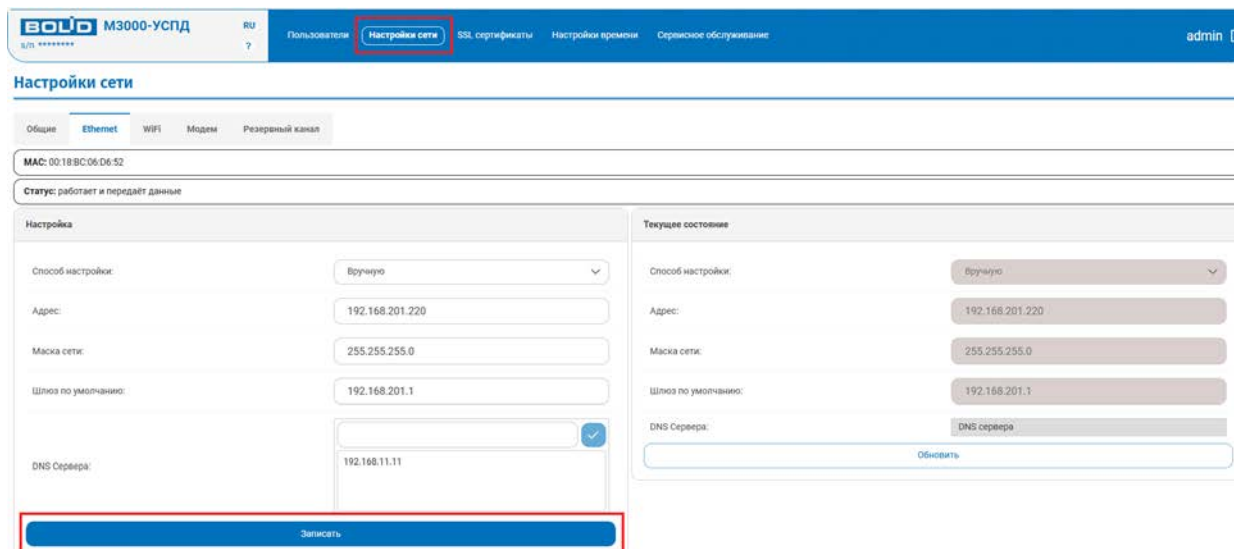 BOLID М3000-УСПД
s/n ********
RU
?
Пользователи Настройки сети SSL сертификаты Настройки времени Сервисное обслуживание
admin
Настройки сети
Общие Ethernet WiFi Модем Резервный канал
MAC: 00:18:BC:06:D6:52
Статус: работает и передаёт данные
Настройка
Способ настройки: Вручную
Адрес: 192.168.201.220
Маска сети: 255.255.255.0
Шлюз по умолчанию: 192.168.201.1
DNS Сервера:
192.168.11.11
Записать
Текущее состояние
Способ настройки: Вручную
Адрес: 192.168.201.220
Маска сети: 255.255.255.0
Шлюз по умолчанию: 192.168.201.1
DNS Сервера: DNS сервера
Обновить